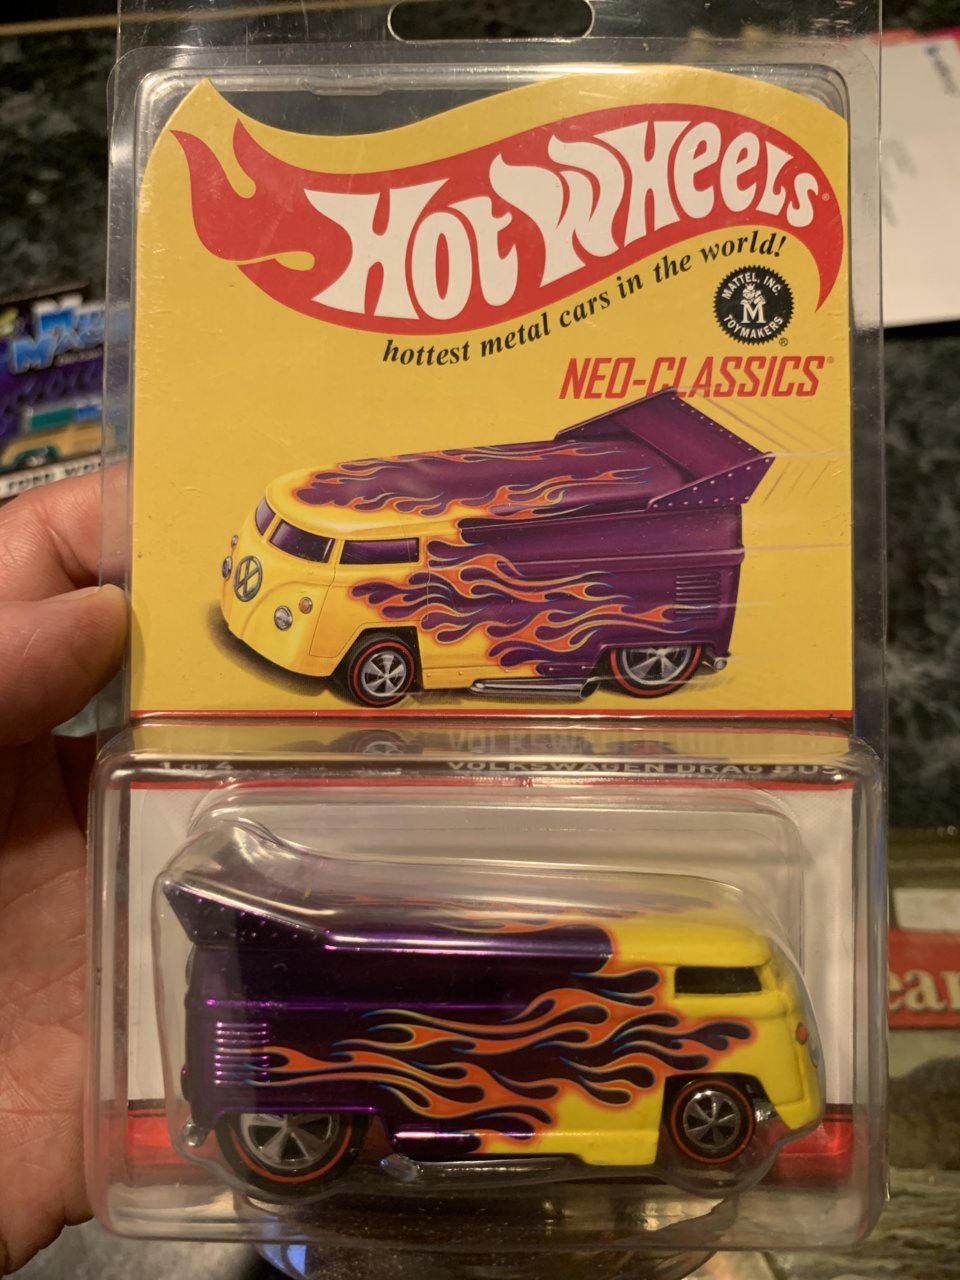 Hot Wheels®
hottest metal cars in the world!
MATTEL, INC.
M
TOYMAKERS
®
NEO-CLASSICS®
1 OF 4
VOLKSWAGEN DRAG BUS